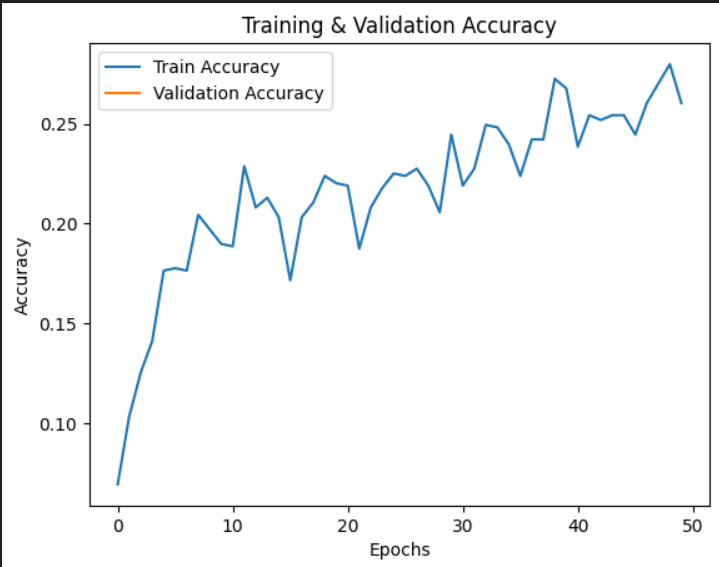 Training & Validation Accuracy
Train Accuracy
Validation Accuracy
Accuracy
0.25
0.20
0.15
0.10
0 10 20 30 40 50
Epochs